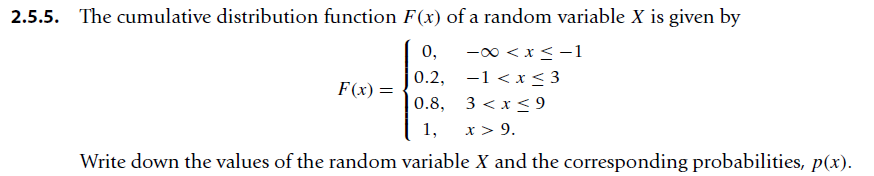 2.5.5. The cumulative distribution function F(x) of a random variable X is given by
0, −∞ < x ≤ −1
0.2, −1 < x ≤ 3
F(x) =
0.8, 3 < x ≤ 9
1, x > 9.
Write down the values of the random variable X and the corresponding probabilities, p(x).